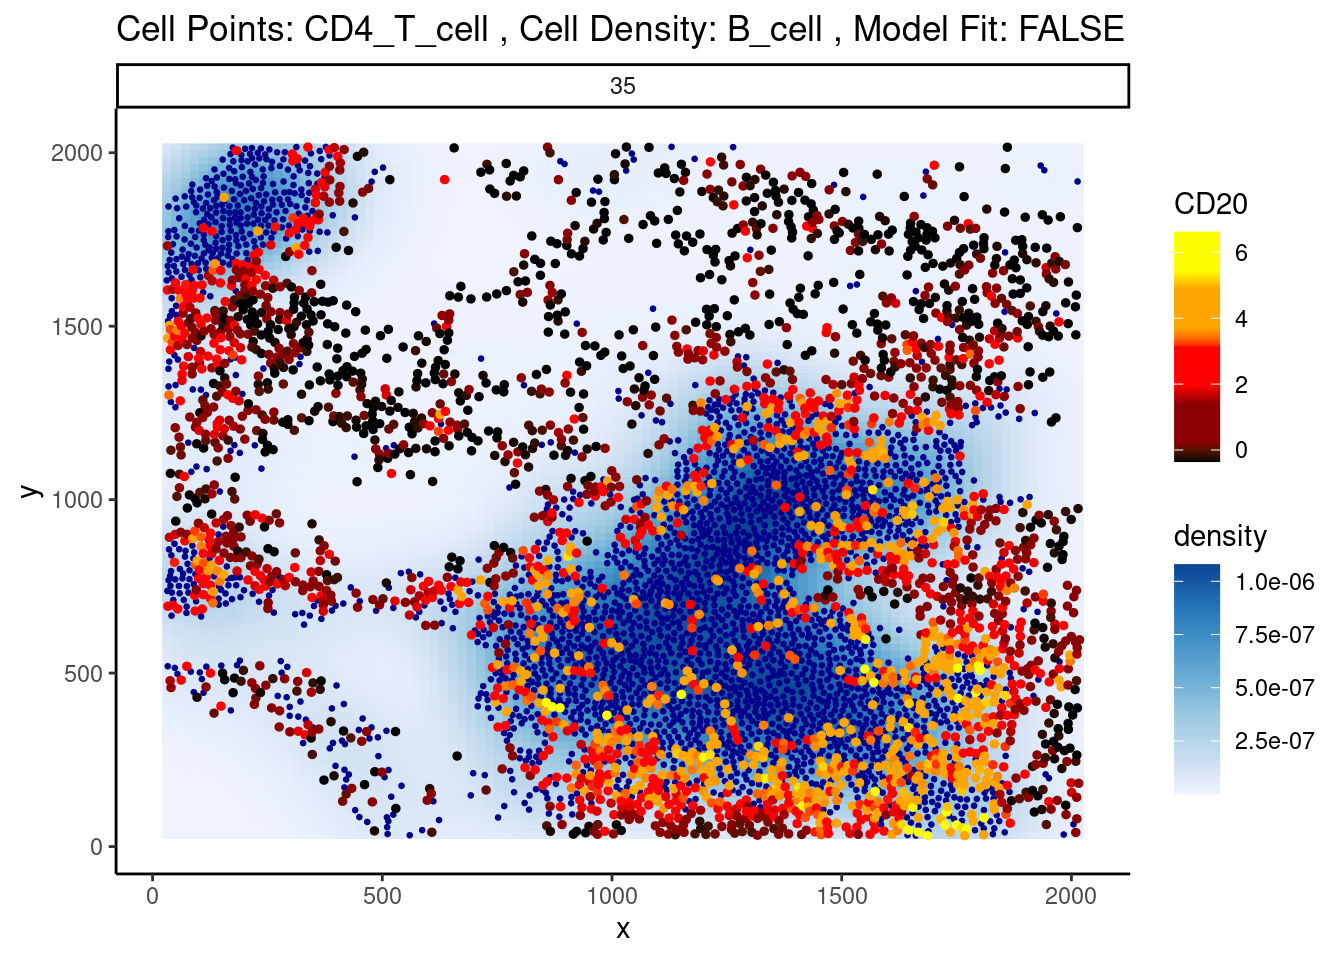 Cell Points: CD4_T_cell , Cell Density: B_cell , Model Fit: FALSE
35
y
2000
1500
1000
500
0
0 500 1000 1500 2000
x
CD20
6
4
2
0
density
1.0e-06
7.5e-07
5.0e-07
2.5e-07